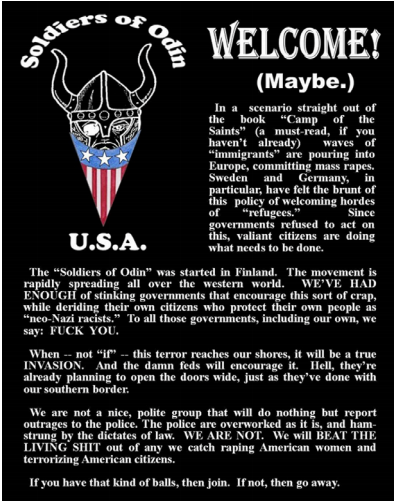 Soldiers of Odin
U.S.A.
WELCOME!
(Maybe.)
In a scenario straight out of
the book “Camp of the
Saints” (a must-read, if you
haven’t already) waves of
“immigrants” are pouring into
Europe, committing mass rapes.
Sweden and Germany, in
particular, have felt the brunt of
this policy of welcoming hordes
of “refugees.” Since
governments refused to act on
this, valiant citizens are doing
what needs to be done.
The “Soldiers of Odin” was started in Finland. The movement is
rapidly spreading all over the western world. WE’VE HAD
ENOUGH of stinking governments that encourage this sort of crap,
while deriding their own citizens who protect their own people as
“neo-Nazi racists.” To all those governments, including our own, we
say: FUCK YOU.
When -- not “if” -- this terror reaches our shores, it will be a true
INVASION. And the damn feds will encourage it. Hell, they’re
already planning to open the doors wide, just as they’ve done with
our southern border.
We are not a nice, polite group that will do nothing but report
outrages to the police. The police are overworked as it is, and ham-
strung by the dictates of law. WE ARE NOT. We will BEAT THE
LIVING SHIT out of any we catch raping American women and
terrorizing American citizens.
If you have that kind of balls, then join. If not, then go away.